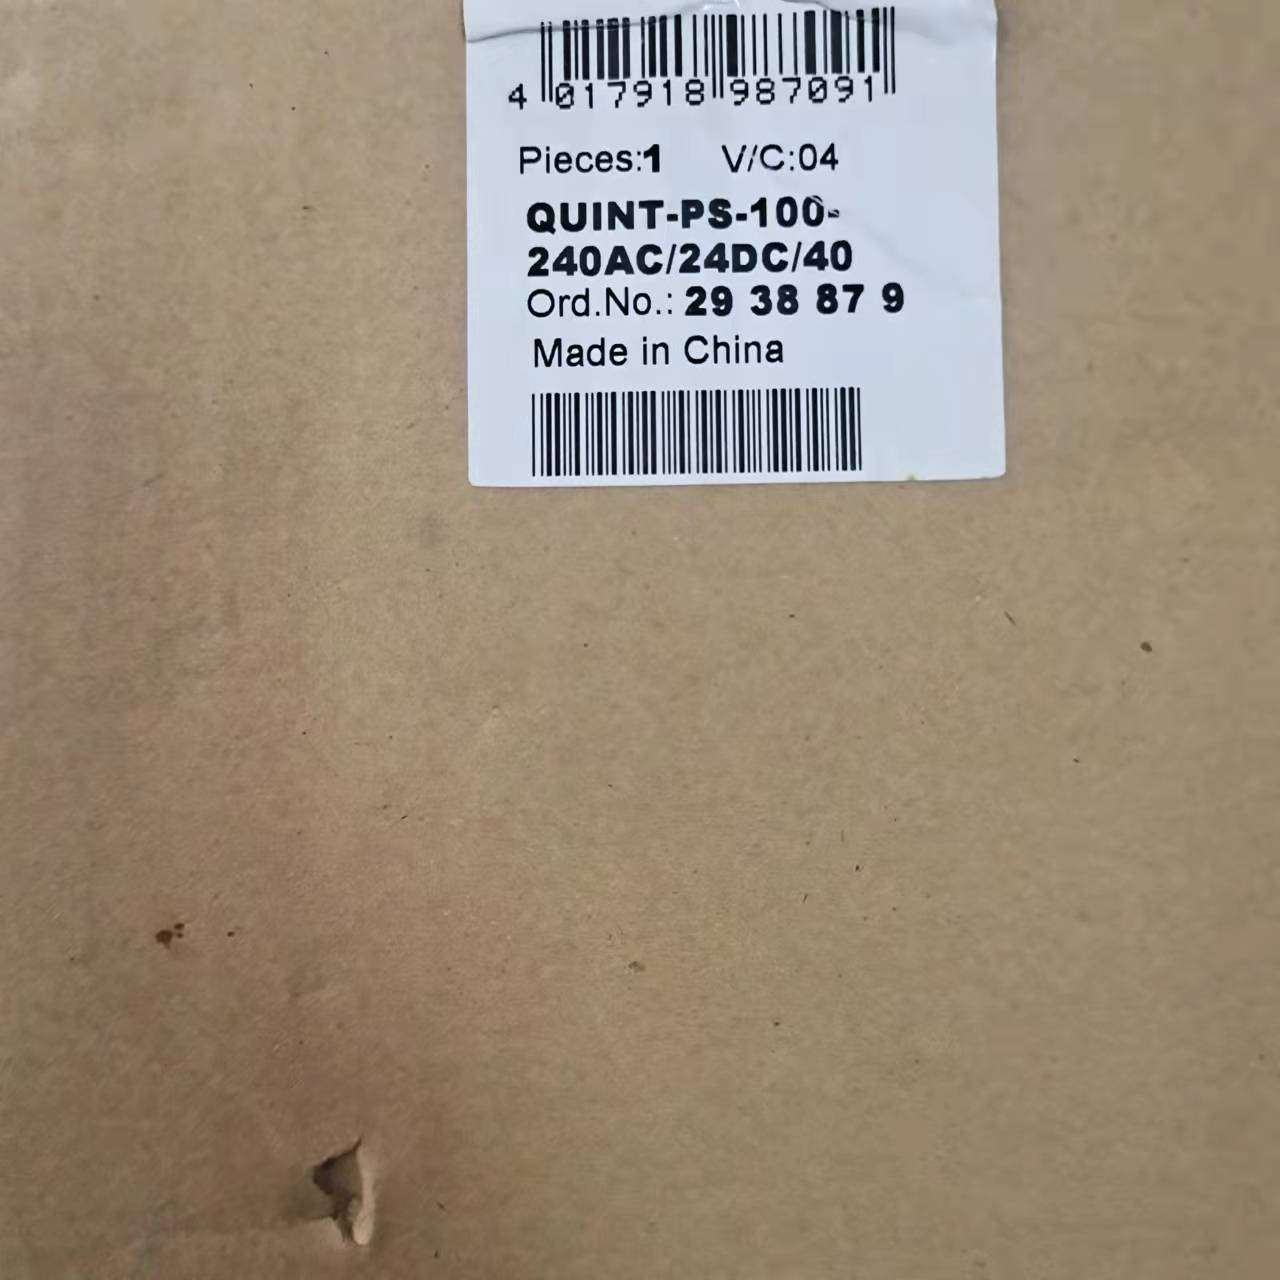 4 017918 987091
Pieces:1 V/C:04
QUINT-PS-100-
240AC/24DC/40
Ord.No.: 29 38 87 9
Made in China